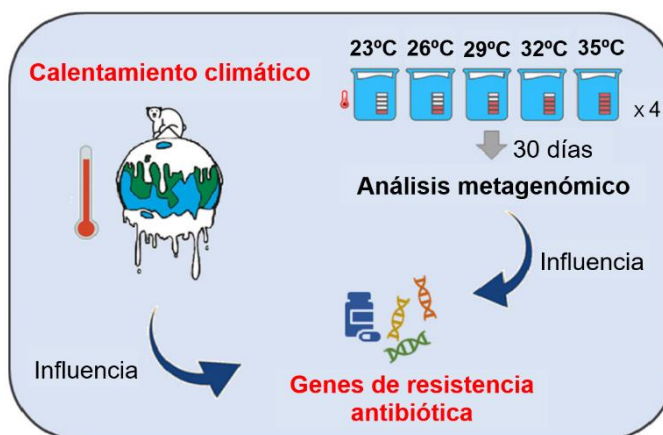 Calentamiento climático
23ºC 26ºC 29ºC 32ºC 35ºC
x 4
30 días
Análisis metagenómico
Influencia
Influencia
Genes de resistencia
antibiótica